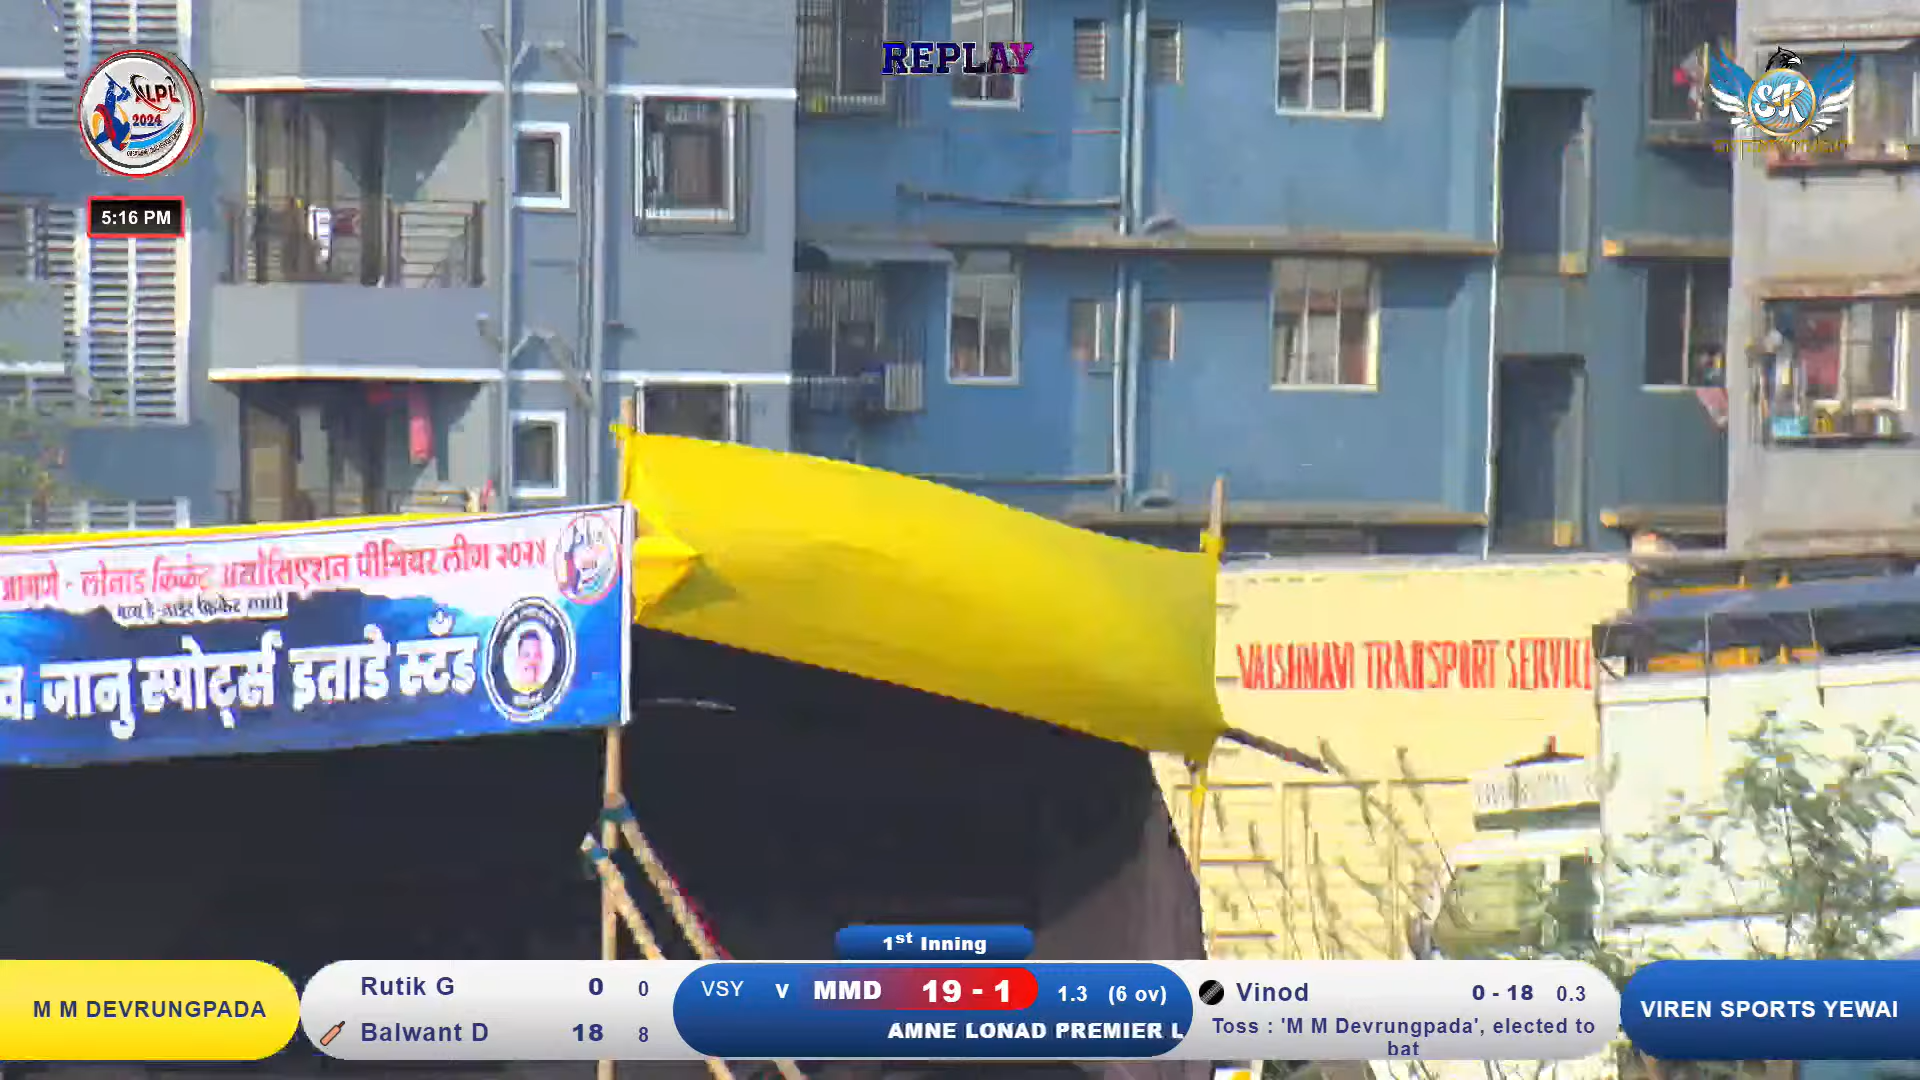 REPLAY
ALPL
2024
SK
5:16 PM
आमणे - लोनाड क्रिकेट असोसिएशन प्रीमियर लीग २०२४
जानु स्पोर्ट्स इताडे स्टँड
VAISHNAVI TRANSPORT SERVICE
1st Inning
M M DEVRUNGPADA
Rutik G 0 0
Balwant D 18 8
VSY v MMD 19 - 1 1.3 (6 ov)
AMNE LONAD PREMIER L
Vinod 0 - 18 0.3
Toss : 'M M Devrungpada', elected to
bat
VIREN SPORTS YEWAI